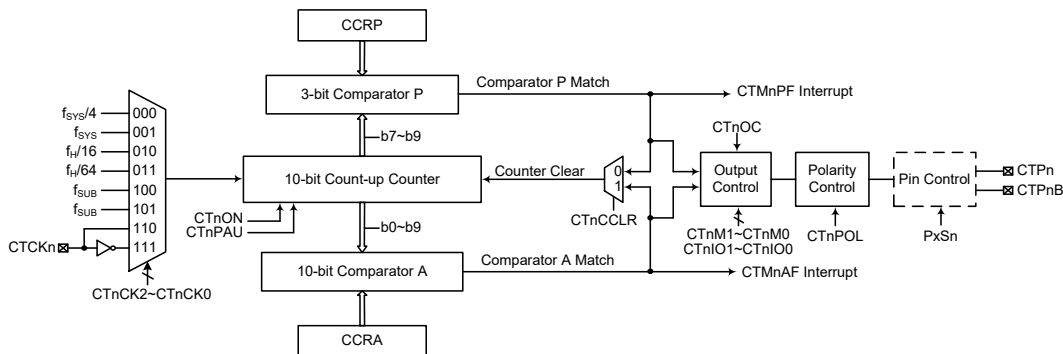 CCRP
3-bit Comparator P
Comparator P Match
CTMnPF Interrupt
b7~b9
fSYS/4
000
fSYS
001
fH/16
010
fH/64
011
fSUB
100
fSUB
101
110
111
CTCKn
CTnCK2~CTnCK0
10-bit Count-up Counter
CTnON
CTnPAU
Counter Clear
0
1
CTnCCLR
CTnOC
Output
Control
CTnM1~CTnM0
CTnIO1~CTnIO0
Polarity
Control
CTnPOL
Pin Control
PxSn
CTPn
CTPnB
b0~b9
10-bit Comparator A
Comparator A Match
CTMnAF Interrupt
CCRA